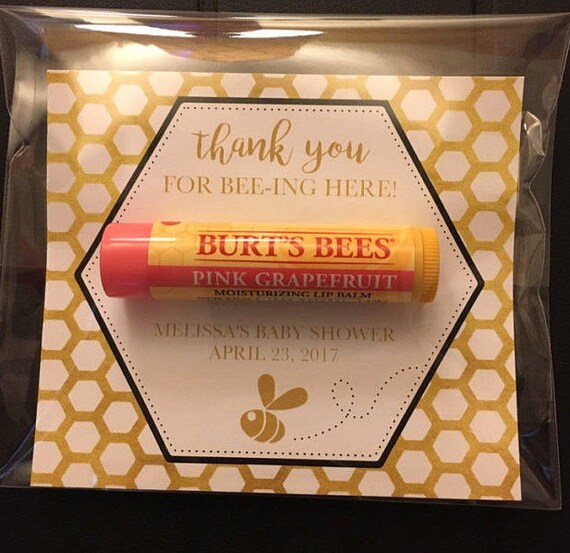 thank you
FOR BEE-ING HERE!
BURT'S BEES
PINK GRAPEFRUIT
MOISTURIZING LIP BALM
MELISSA'S BABY SHOWER
APRIL 23, 2017